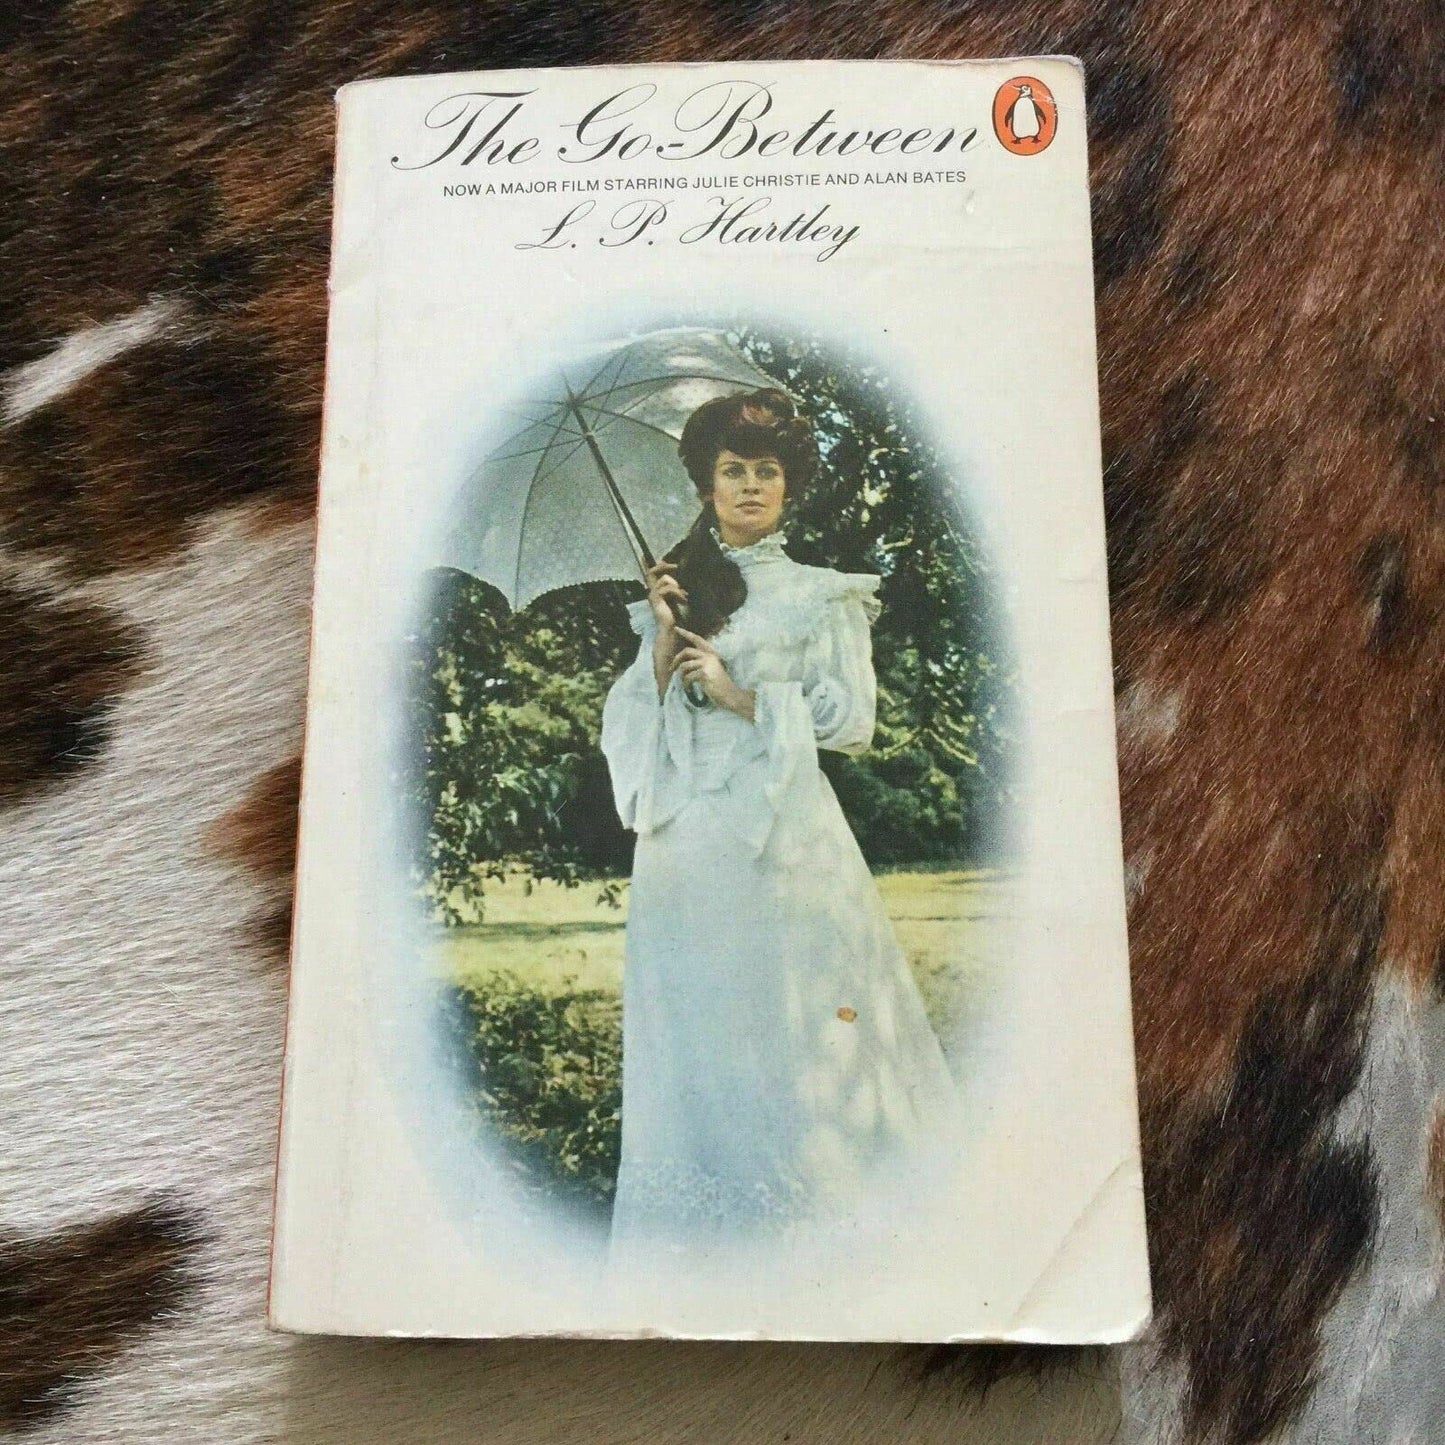 The Go-Between
NOW A MAJOR FILM STARRING JULIE CHRISTIE AND ALAN BATES
L. P. Hartley